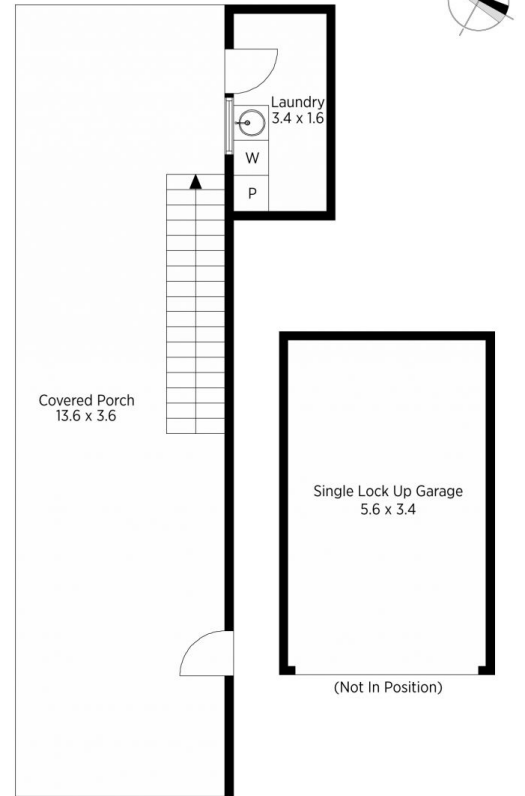 Laundry
3.4 x 1.6
W
P
Covered Porch
13.6 x 3.6
Single Lock Up Garage
5.6 x 3.4
(Not In Position)